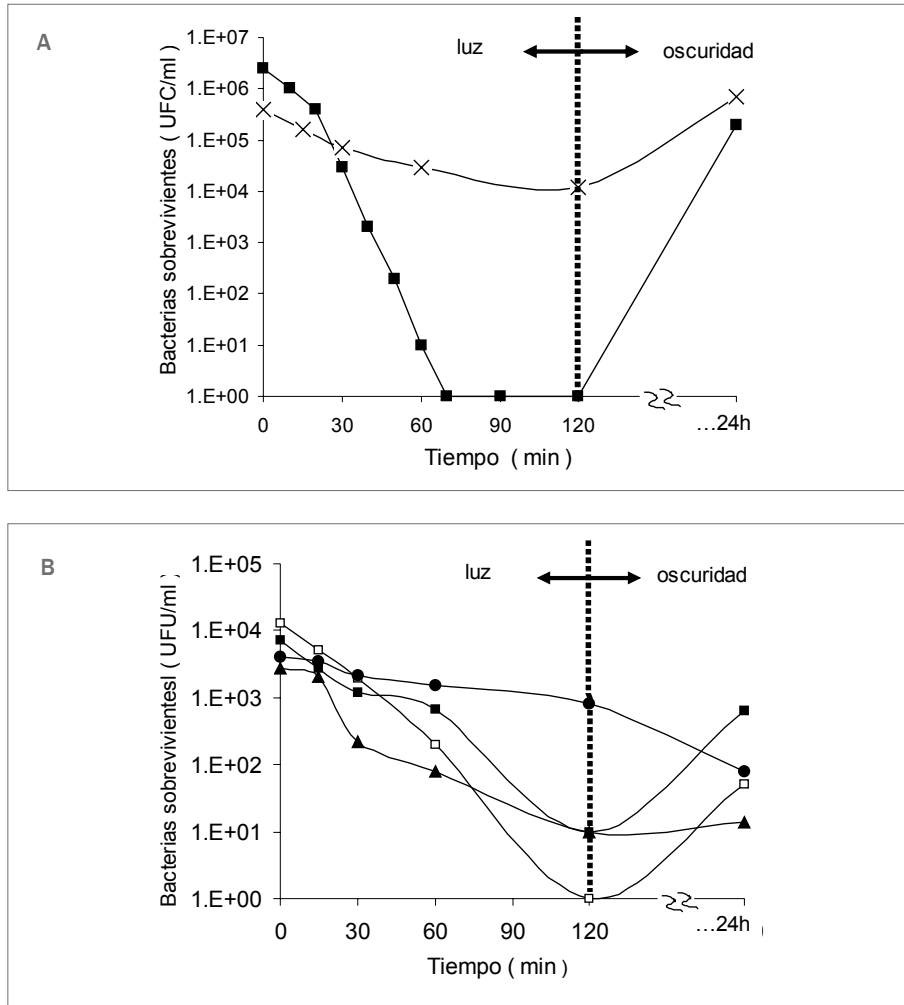 A
luz
oscuridad
Bacterias sobrevivientes ( UFC/ml )
1.E+07
1.E+06
1.E+05
1.E+04
1.E+03
1.E+02
1.E+01
1.E+00
0 30 60 90 120 ...24h
Tiempo ( min )
B
luz
oscuridad
Bacterias sobrevivientesl ( UFU/ml )
1.E+05
1.E+04
1.E+03
1.E+02
1.E+01
1.E+00
0 30 60 90 120 ...24h )
Tiempo ( min )